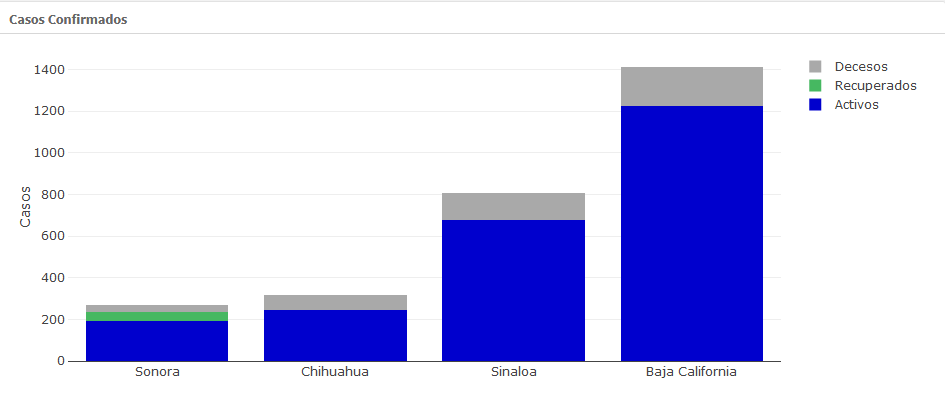 Casos Confirmados
1400
1200
1000
800
600
400
200
0
Casos
Sonora
Chihuahua
Sinaloa
Baja California
Decesos
Recuperados
Activos